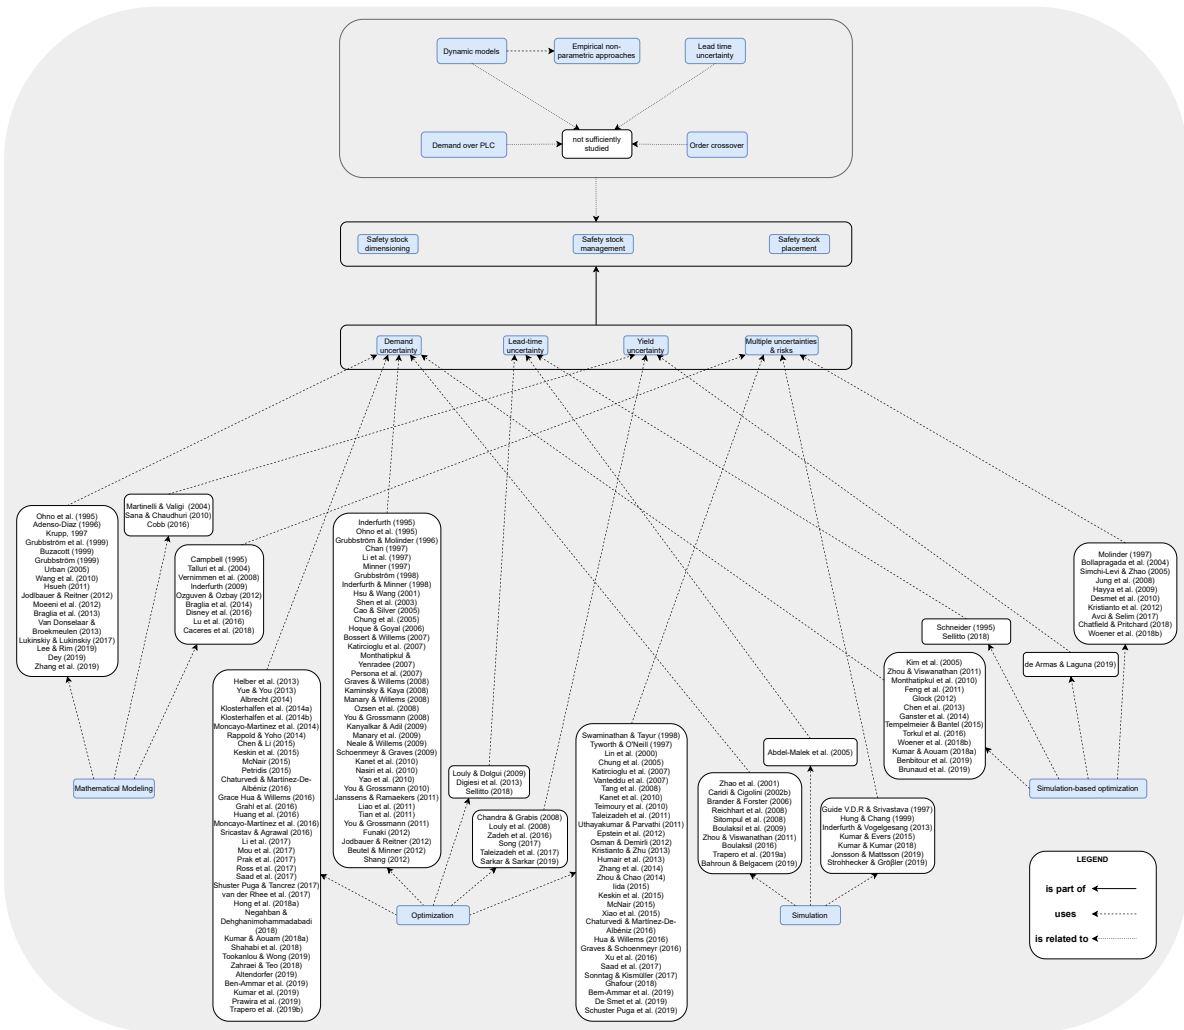 Dynamic models
Empirical non-
parametric approaches
Lead time
uncertainty
Demand over PLC
not sufficiently
studied
Order crossover
Safety stock
dimensioning
Safety stock
management
Safety stock
placement
Demand
uncertainty
Lead-time
uncertainty
Yield
uncertainty
Multiple uncertainties
& risks
Ohno et al. (1995)
Adenso-Díaz (1996)
Krupp, 1997
Grubbström et al. (1999)
Buzacott (1999)
Grubbström (1999)
Urban (2005)
Wang et al. (2010)
Hsueh (2011)
Jodlbauer & Reitner (2012)
Moeeni et al. (2012)
Braglia et al. (2013)
Van Donselaar &
Broekmeulen (2013)
Lukinskiy & Lukinskiy (2017)
Lee & Rim (2019)
Dey (2019)
Zhang et al. (2019)
Martinelli & Valigi (2004)
Sana & Chaudhuri (2010)
Cobb (2016)
Campbell (1995)
Talluri et al. (2004)
Vernimmen et al. (2008)
Inderfurth (2009)
Ozguven & Ozbay (2012)
Braglia et al. (2014)
Disney et al. (2016)
Lu et al. (2016)
Caceres et al. (2018)
Mathematical Modeling
Helber et al. (2013)
Yue & You (2013)
Albrecht (2014)
Klosterhalfen et al. (2014a)
Klosterhalfen et al. (2014b)
Moncayo-Martínez et al. (2014)
Rappold & Yoho (2014)
Chen & Li (2015)
Keskin et al. (2015)
McNair (2015)
Petridis (2015)
Chaturvedi & Martínez-De-
Albéniz (2016)
Grace Hua & Willems (2016)
Grahl et al. (2016)
Huang et al. (2016)
Moncayo-Martínez et al. (2016)
Sricastav & Agrawal (2016)
Li et al. (2017)
Mou et al. (2017)
Prak et al. (2017)
Ross et al. (2017)
Saad et al. (2017)
Shuster Puga & Tancrez (2017)
van der Rhee et al. (2017)
Hong et al. (2018a)
Negahban &
Dehghanimohammadabadi
(2018)
Kumar & Aouam (2018a)
Shahabi et al. (2018)
Tookanlou & Wong (2019)
Zahraei & Teo (2018)
Altendorfer (2019)
Ben-Ammar et al. (2019)
Kumar et al. (2019)
Prawira et al. (2019)
Trapero et al. (2019b)
Inderfurth (1995)
Ohno et al. (1995)
Grubbström & Molinder (1996)
Chan (1997)
Li et al. (1997)
Minner (1997)
Grubbström (1998)
Inderfurth & Minner (1998)
Hsu & Wang (2001)
Shen et al. (2003)
Cao & Silver (2005)
Chung et al. (2005)
Hoque & Goyal (2006)
Bossert & Willems (2007)
Katircioglu et al. (2007)
Monthatipkul &
Yenradee (2007)
Persona et al. (2007)
Graves & Willems (2008)
Kaminsky & Kaya (2008)
Manary & Willems (2008)
Ozsen et al. (2008)
You & Grossmann (2008)
Kanyalkar & Adil (2009)
Manary et al. (2009)
Neale & Willems (2009)
Schoenmeyr & Graves (2009)
Kanet et al. (2010)
Nasiri et al. (2010)
Yao et al. (2010)
You & Grossmann (2010)
Janssens & Ramaekers (2011)
Liao et al. (2011)
Tian et al. (2011)
You & Grossmann (2011)
Funaki (2012)
Jodbauer & Reitner (2012)
Beutel & Minner (2012)
Shang (2012)
Louly & Dolgui (2009)
Digiesi et al. (2013)
Sellitto (2018)
Chandra & Grabis (2008)
Louly et al. (2008)
Zadeh et al. (2016)
Song (2017)
Taleizadeh et al. (2017)
Sarkar & Sarkar (2019)
Optimization
Swaminathan & Tayur (1998)
Tyworth & O'Neill (1997)
Lin et al. (2000)
Chung et al. (2005)
Katircioglu et al. (2007)
Vanteddu et al. (2007)
Tang et al. (2008)
Kanet et al. (2010)
Teimoury et al. (2010)
Taleizadeh et al. (2011)
Uthayakumar & Parvathi (2011)
Epstein et al. (2012)
Osman & Demirli (2012)
Kristianto & Zhu (2013)
Humair et al. (2013)
Zhang et al. (2014)
Zhou & Chao (2014)
Iida (2015)
Keskin et al. (2015)
McNair (2015)
Xiao et al. (2015)
Chaturvedi & Martínez-De-
Albéniz (2016)
Hua & Willems (2016)
Graves & Schoenmeyr (2016)
Xu et al. (2016)
Saad et al. (2017)
Sonntag & Kismüller (2017)
Ghafour (2018)
Bem-Ammar et al. (2019)
De Smet et al. (2019)
Schuster Puga et al. (2019)
Zhao et al. (2001)
Caridi & Cigolini (2002b)
Brander & Forster (2006)
Reichhart et al. (2008)
Sitompul et al. (2008)
Boulaksil et al. (2009)
Zhou & Viswanathan (2011)
Boulaksil (2016)
Trapero et al. (2019a)
Bahroun & Belgacem (2019)
Abdel-Malek et al. (2005)
Guide V.D.R & Srivastava (1997)
Hung & Chang (1999)
Inderfurth & Vogelgesang (2013)
Kumar & Evers (2015)
Kumar & Kumar (2018)
Jonsson & Mattsson (2019)
Strohhecker & Größler (2019)
Simulation
Kim et al. (2005)
Zhou & Viswanathan (2011)
Monthatipkul et al. (2010)
Feng et al. (2011)
Glock (2012)
Chen et al. (2013)
Ganster et al. (2014)
Tempelmeier & Bantel (2015)
Torkul et al. (2016)
Woener et al. (2018b)
Kumar & Aouam (2018a)
Benbitour et al. (2019)
Brunaud et al. (2019)
Schneider (1995)
Sellitto (2018)
de Armas & Laguna (2019)
Molinder (1997)
Bollapragada et al. (2004)
Simchi-Levi & Zhao (2005)
Jung et al. (2008)
Hayya et al. (2009)
Desmet et al. (2010)
Kristianto et al. (2012)
Avci & Selim (2017)
Chatfield & Pritchard (2018)
Woener et al. (2018b)
Simulation-based optimization
LEGEND
is part of
uses
is related to